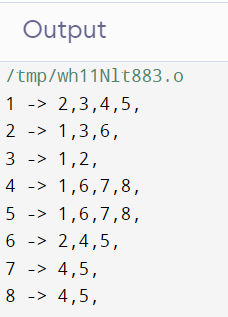 Output
/tmp/wh11Nlt883.o
1 -> 2,3,4,5,
2 -> 1,3,6,
3 -> 1,2,
4 -> 1,6,7,8,
5 -> 1,6,7,8,
6 -> 2,4,5,
7 -> 4,5,
8 -> 4,5,